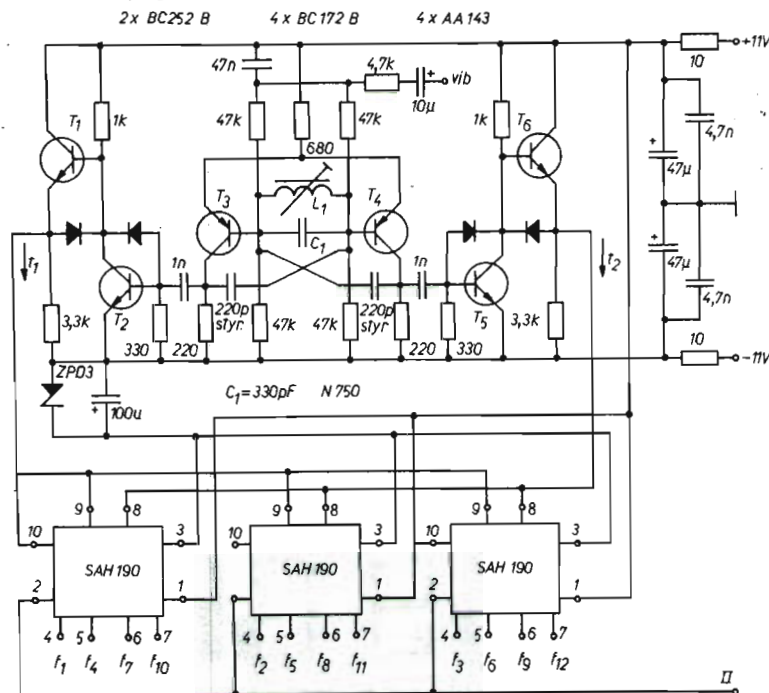 2 x BC252 B 4 x BC172 B 4 x AA143
47n 4,7k 10 +11V
+ vib
10µ
T1 1k 47k 47k 1k T6
680 4,7n
+ 47µ
T3 L1 T4
C1
t1 t2
1n 1n + 47µ
T2 220p styr. 220p styr T5 4,7n
3,3k 47k 47k 3,3k
330 220 220 330 10 -11V
ZPD3
+ 100u C1=330pF N750
9 8 9 8 9 8
10 3 10 3 10 3
SAH 190 SAH 190 SAH 190
2 1 1 2 1
4 5 6 7 4 5 6 7 4 5 6 7
f1 f4 f7 f10 f2 f5 f8 f11 f3 f6 f9 f12
II